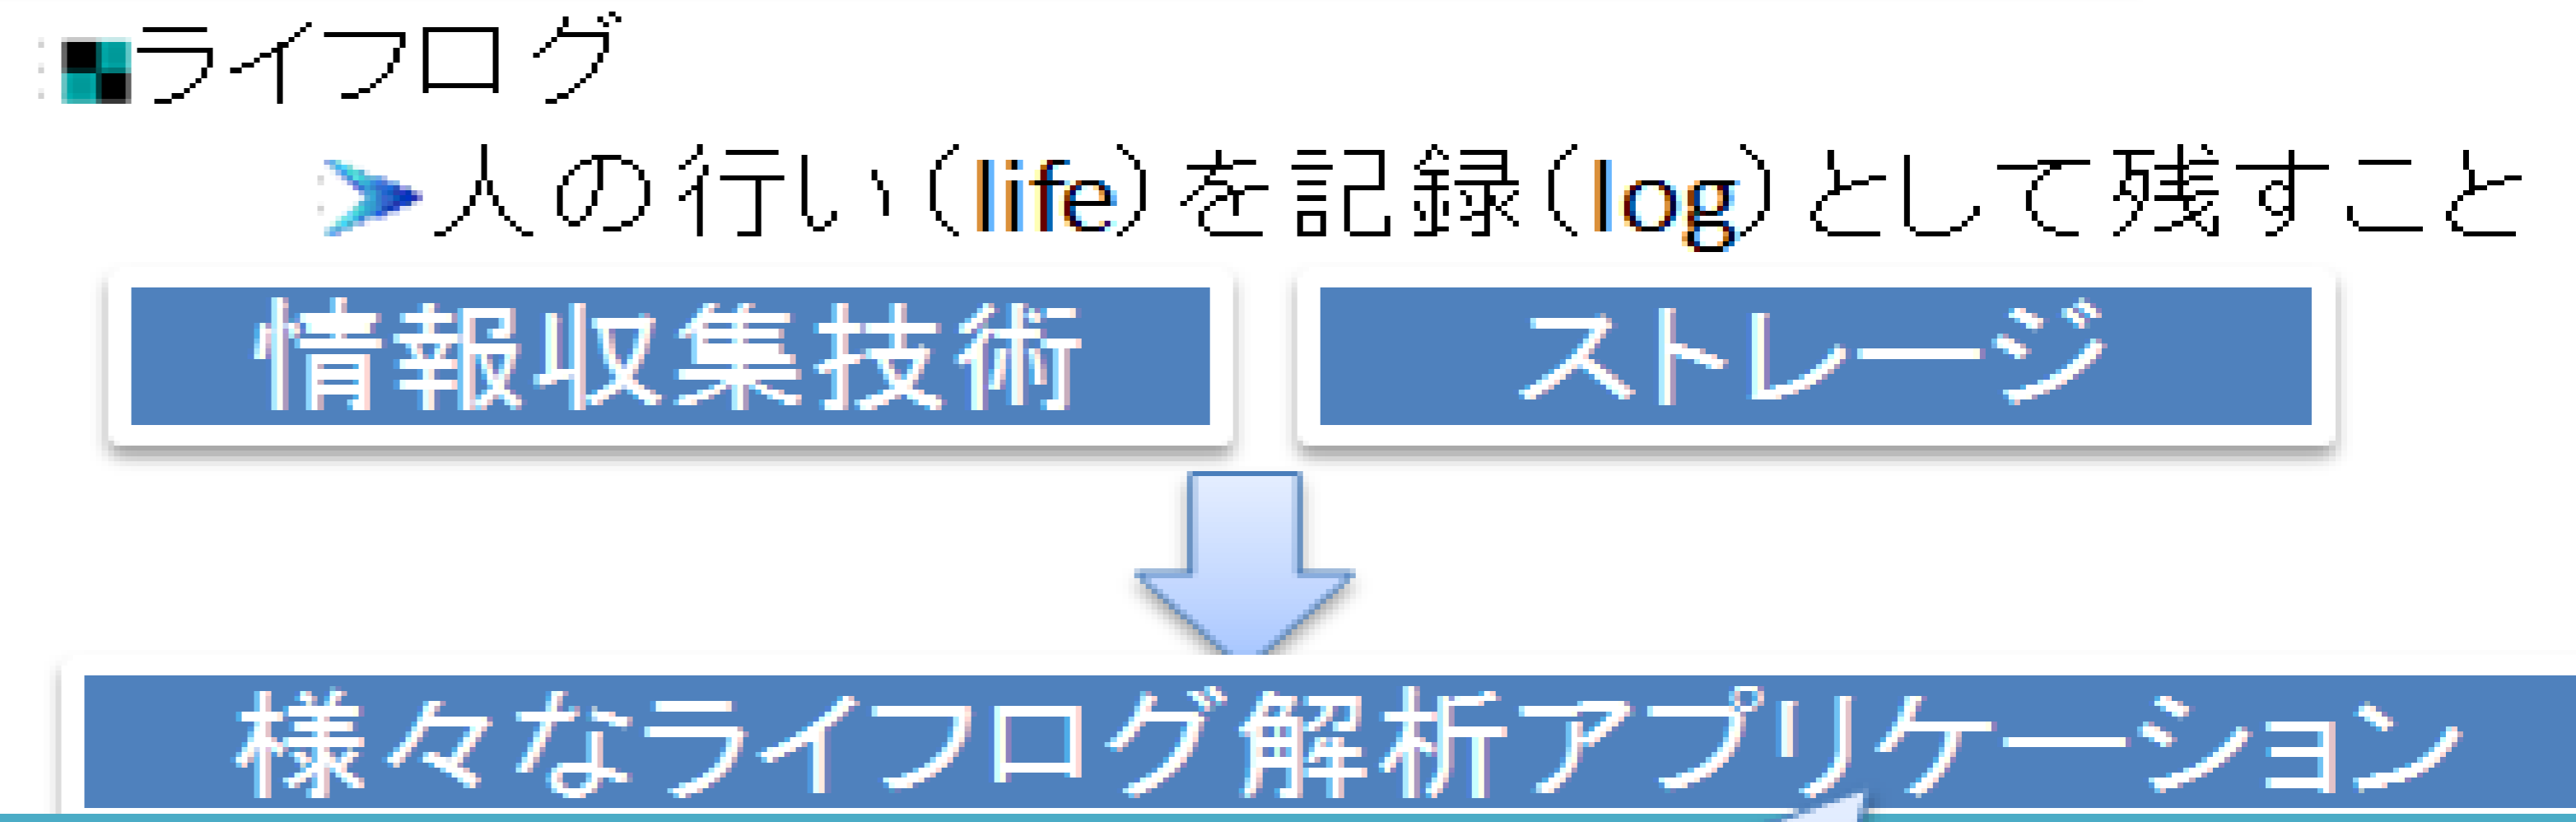 ライフログ
人の行い(life)を記録(log)として残すこと
情報収集技術 ストレージ
様々なライフログ解析アプリケーション